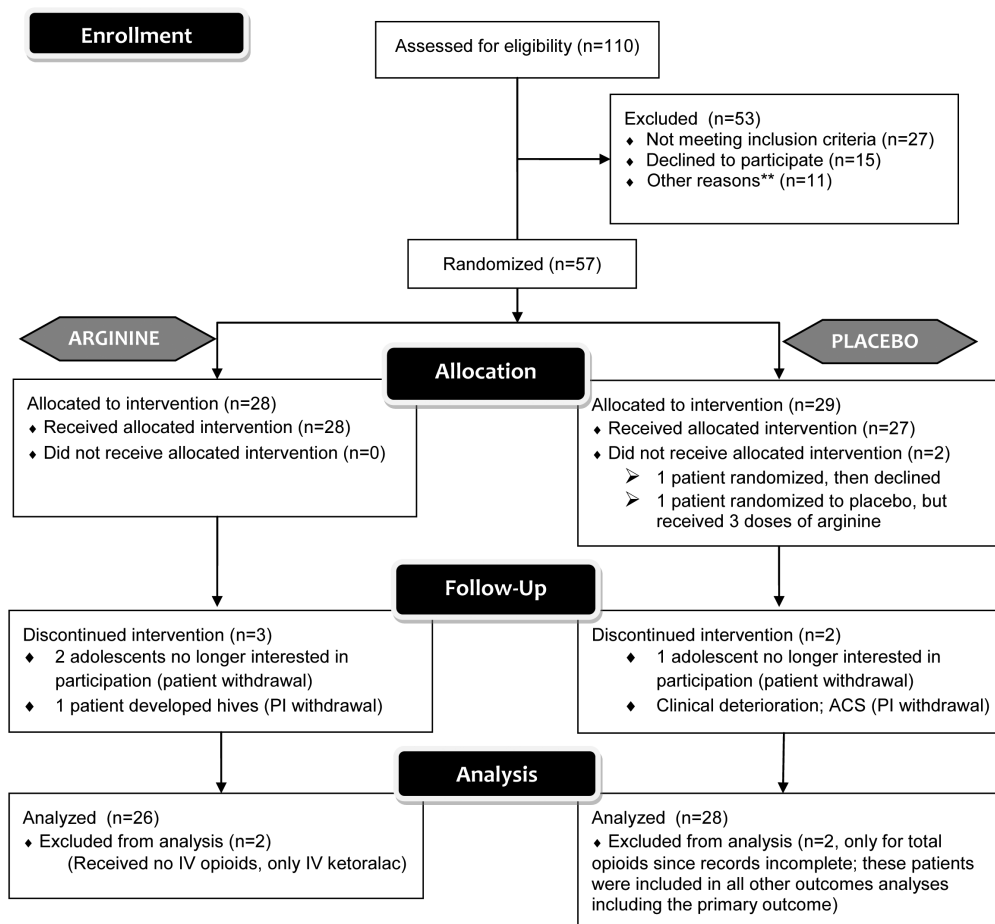 Enrollment
Assessed for eligibility (n=110)
Excluded (n=53)
♦ Not meeting inclusion criteria (n=27)
♦ Declined to participate (n=15)
♦ Other reasons** (n=11)
Randomized (n=57)
ARGININE
PLACEBO
Allocation
Allocated to intervention (n=28)
♦ Received allocated intervention (n=28)
♦ Did not receive allocated intervention (n=0)
Allocated to intervention (n=29)
♦ Received allocated intervention (n=27)
♦ Did not receive allocated intervention (n=2)
➢ 1 patient randomized, then declined
➢ 1 patient randomized to placebo, but
received 3 doses of arginine
Follow-Up
Discontinued intervention (n=3)
♦ 2 adolescents no longer interested in
participation (patient withdrawal)
♦ 1 patient developed hives (PI withdrawal)
Discontinued intervention (n=2)
♦ 1 adolescent no longer interested in
participation (patient withdrawal)
♦ Clinical deterioration; ACS (PI withdrawal)
Analysis
Analyzed (n=26)
♦ Excluded from analysis (n=2)
(Received no IV opioids, only IV ketoralac)
Analyzed (n=28)
♦ Excluded from analysis (n=2, only for total
opioids since records incomplete; these patients
were included in all other outcomes analyses
including the primary outcome)